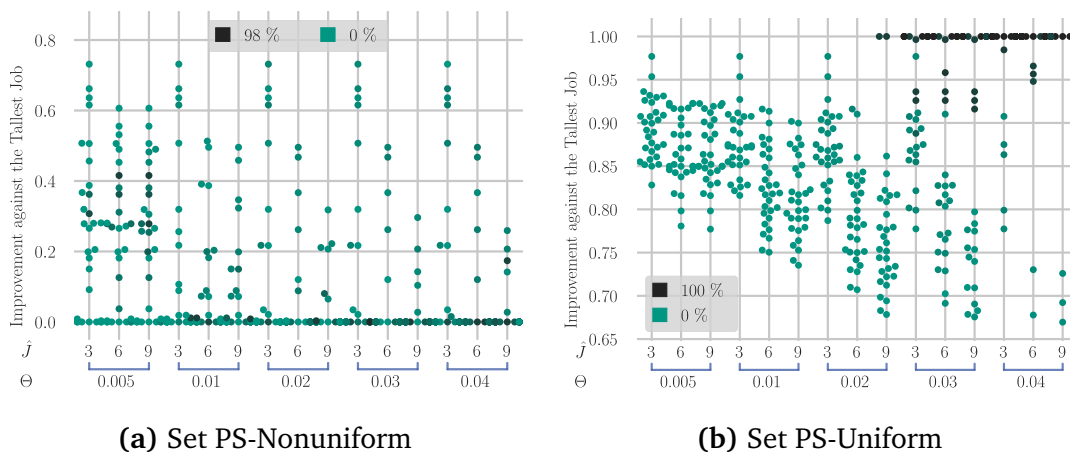 Improvement against the Tallest Job
0.8
0.6
0.4
0.2
0.0
98 %
0 %
Ĵ
3 6 9 3 6 9 3 6 9 3 6 9 3 6 9
Θ
0.005 0.01 0.02 0.03 0.04
(a) Set PS-Nonuniform
Improvement against the Tallest Job
1.00
0.95
0.90
0.85
0.80
0.75
0.70
0.65
100 %
0 %
Ĵ
3 6 9 3 6 9 3 6 9 3 6 9 3 6 9
Θ
0.005 0.01 0.02 0.03 0.04
(b) Set PS-Uniform